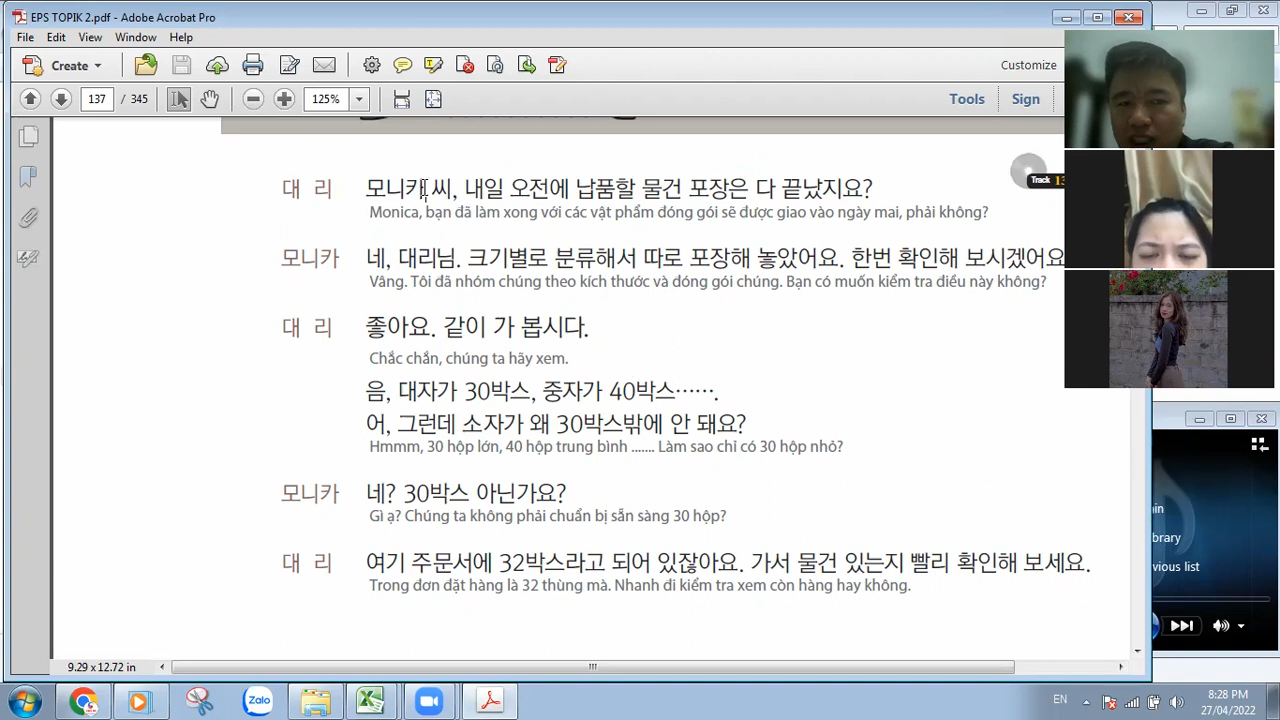 EPS TOPIK 2.pdf - Adobe Acrobat Pro
File Edit View Window Help
Create
Customize
137 / 345
125%
Tools
Sign
대 리 모니카 씨, 내일 오전에 납품할 물건 포장은 다 끝났지요?
Track 13
Monica, bạn đã làm xong với các vật phẩm đóng gói sẽ được giao vào ngày mai, phải không?
모니카 네, 대리님. 크기별로 분류해서 따로 포장해 놓았어요. 한번 확인해 보시겠어요
Vâng. Tôi đã nhóm chúng theo kích thước và đóng gói chúng. Bạn có muốn kiểm tra điều này không?
대 리 좋아요. 같이 가 봅시다.
Chắc chắn, chúng ta hãy xem.
음, 대자가 30박스, 중자가 40박스…….
어, 그런데 소자가 왜 30박스밖에 안 돼요?
Hmmm, 30 hộp lớn, 40 hộp trung bình ....... Làm sao chỉ có 30 hộp nhỏ?
모니카 네? 30박스 아닌가요?
Gì ạ? Chúng ta không phải chuẩn bị sẵn sàng 30 hộp?
대 리 여기 주문서에 32박스라고 되어 있잖아요. 가서 물건 있는지 빨리 확인해 보세요.
Trong đơn đặt hàng là 32 thùng mà. Nhanh đi kiểm tra xem còn hàng hay không.
9.29 x 12.72 in
Zalo
EN
8:28 PM
27/04/2022